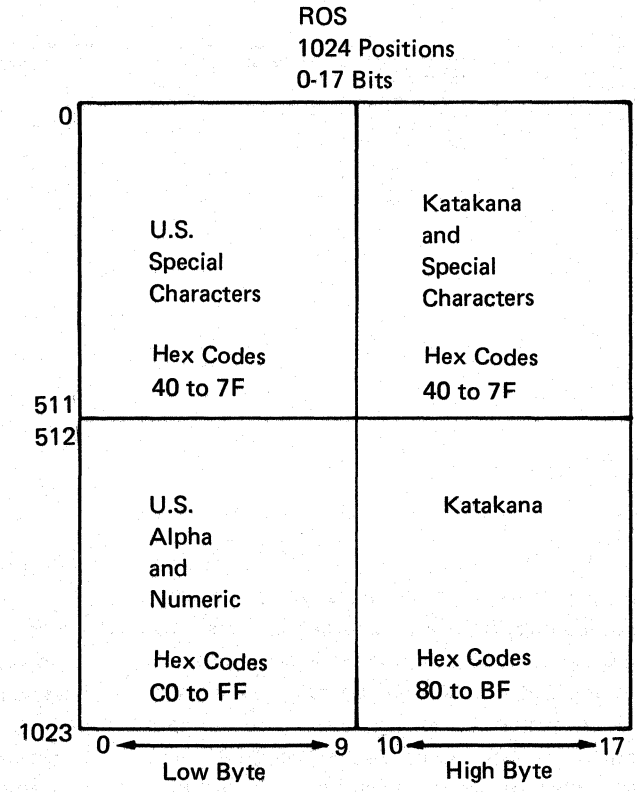 ROS
1024 Positions
0-17 Bits
0
U.S.
Special
Characters
Hex Codes
40 to 7F
Katakana
and
Special
Characters
Hex Codes
40 to 7F
511
512
U.S.
Alpha
and
Numeric
Hex Codes
C0 to FF
Katakana
Hex Codes
80 to BF
1023
0 9 10 17
Low Byte High Byte